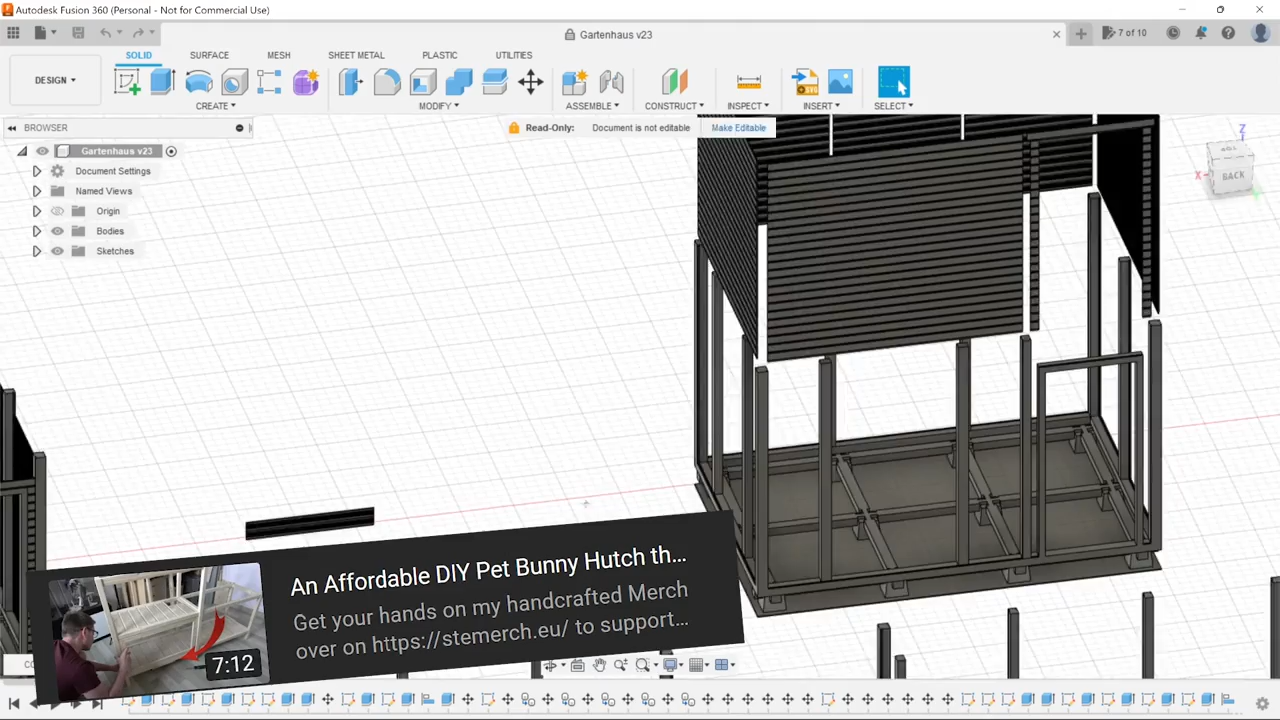 Autodesk Fusion 360 (Personal - Not for Commercial Use)
Gartenhaus v23
7 of 10
SOLID SURFACE MESH SHEET METAL PLASTIC UTILITIES
DESIGN
CREATE MODIFY ASSEMBLE CONSTRUCT INSPECT INSERT SELECT
SVG
BROWSER
Read-Only: Document is not editable Make Editable
Gartenhaus v23
Document Settings
Named Views
Origin
Bodies
Sketches
Z
X
BACK
An Affordable DIY Pet Bunny Hutch th...
Get your hands on my handcrafted Merch
over on https://stemerch.eu/ to support...
7:12